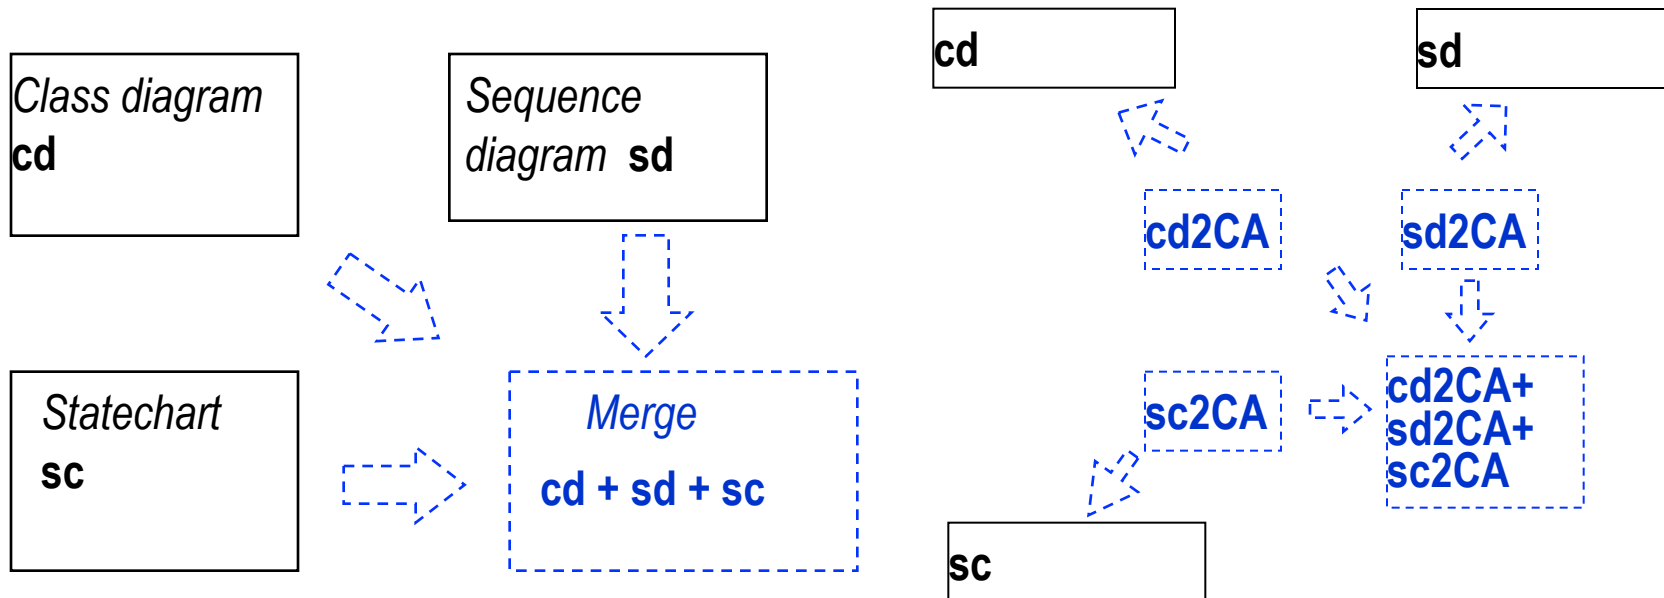 Class diagram
cd
Sequence
diagram sd
Statechart
sc
Merge
cd + sd + sc
cd
sd
cd2CA
sd2CA
sc2CA
cd2CA+
sd2CA+
sc2CA
sc